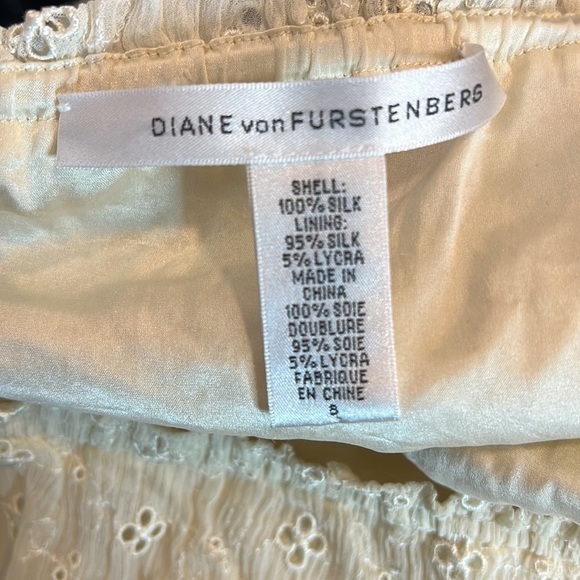 DIANE von FURSTENBERG
SHELL:
100% SILK
LINING:
95% SILK
5% LYCRA
MADE IN
CHINA
100% SOIE
DOUBLURE
95% SOIE
5% LYCRA
FABRIQUE
EN CHINE